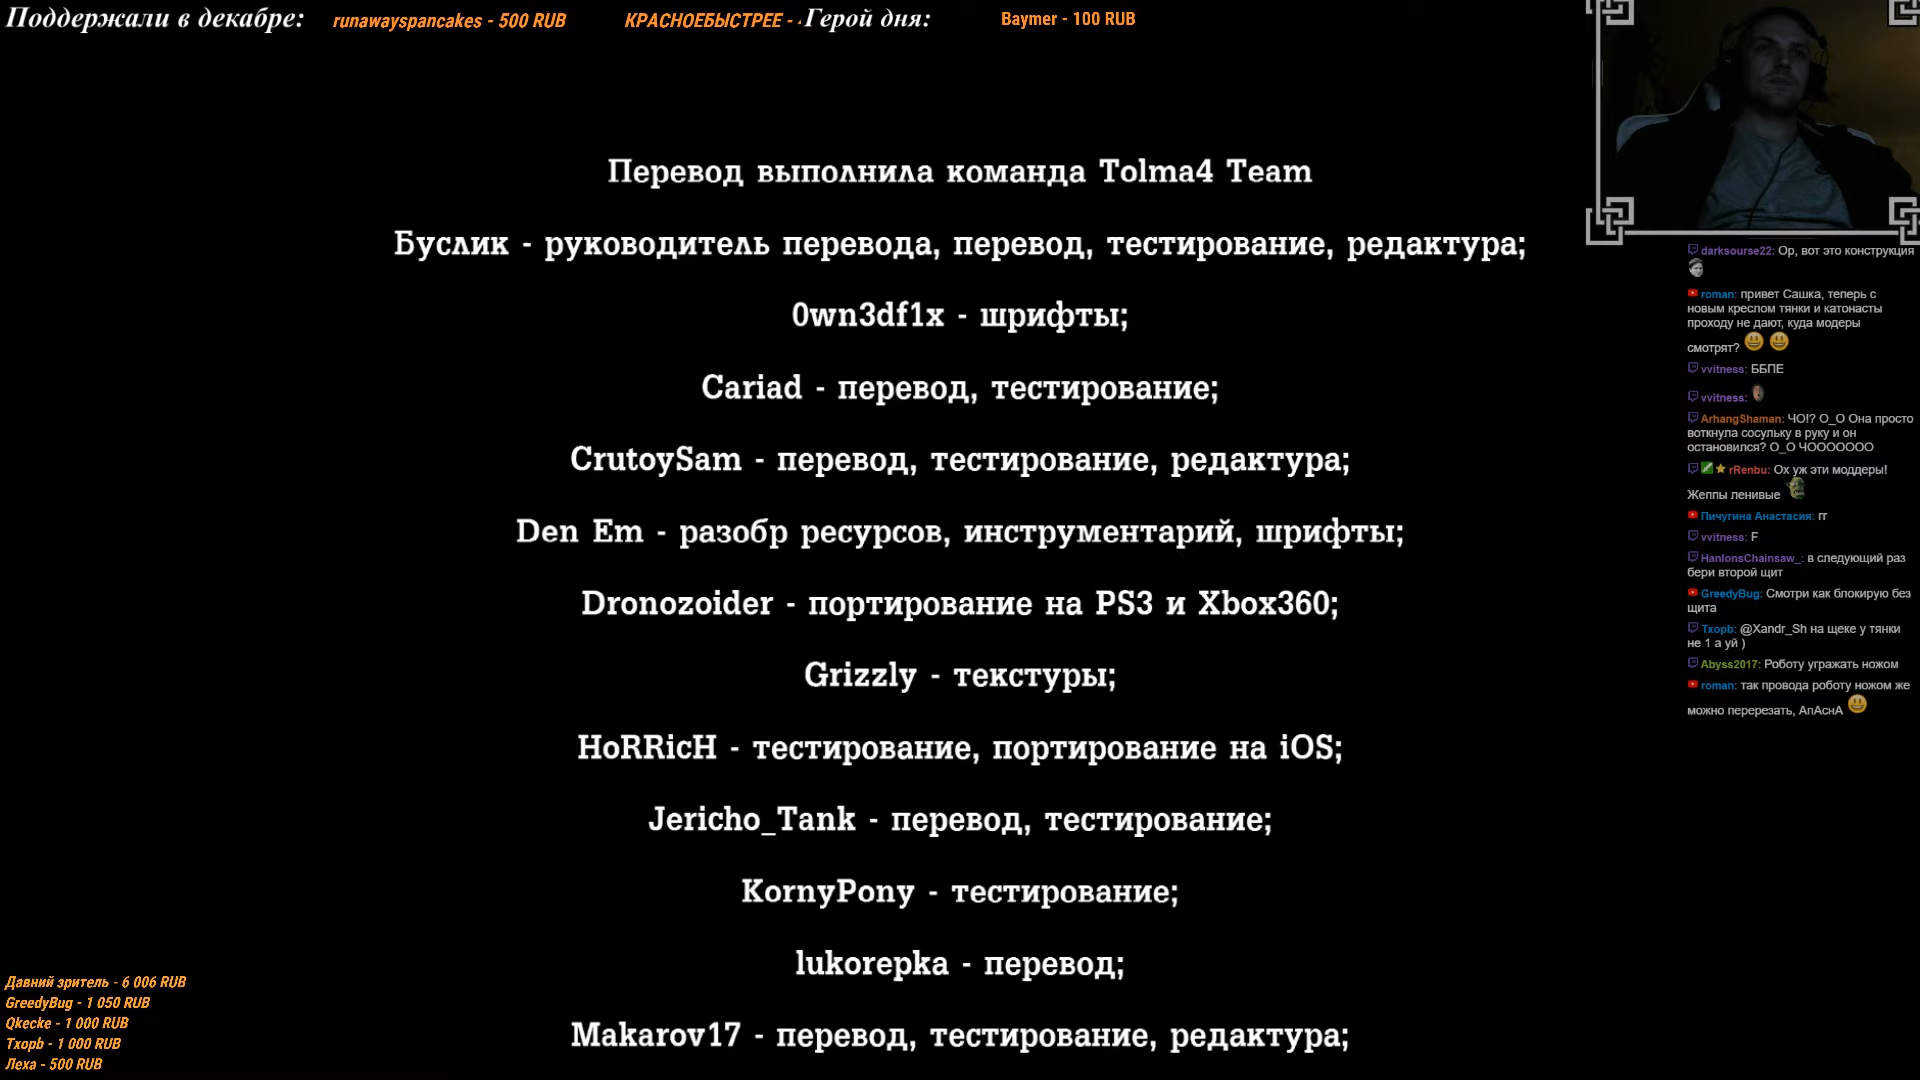 Поддержали в декабре:
runawayspancakes - 500 RUB
КРАСНОЕБЫСТРЕЕ -
Герой дня:
Baymer - 100 RUB
Перевод выполнила команда Tolma4 Team
Буслик - руководитель перевода, перевод, тестирование, редактура;
0wn3df1x - шрифты;
Cariad - перевод, тестирование;
CrutoySam - перевод, тестирование, редактура;
Den Em - разобр ресурсов, инструментарий, шрифты;
Dronozoider - портирование на PS3 и Xbox360;
Grizzly - текстуры;
HoRRicH - тестирование, портирование на iOS;
Jericho_Tank - перевод, тестирование;
KornyPony - тестирование;
lukorepka - перевод;
Makarov17 - перевод, тестирование, редактура;
darksourse22: Ор, вот это конструкция
roman: привет Сашка, теперь с
новым креслом тянки и катонасты
проходу не дают, куда модеры
смотрят?
vvitness: ББПЕ
vvitness:
ArhangShaman: ЧО!? О_О Она просто
воткнула сосульку в руку и он
остановился? О_О ЧООООООО
rRenbu: Ох уж эти моддеры!
Жеппы ленивые
Пичугина Анастасия: гг
vvitness: F
HanlonsChainsaw_: в следующий раз
бери второй щит
GreedyBug: Смотри как блокирую без
щита
Txopb: @Xandr_Sh на щеке у тянки
не 1 а уй )
Abyss2017: Роботу угражать ножом
roman: так провода роботу ножом же
можно перерезать, АпАснА
Давний зритель - 6 006 RUB
GreedyBug - 1 050 RUB
Qkecke - 1 000 RUB
Txopb - 1 000 RUB
Леха - 500 RUB